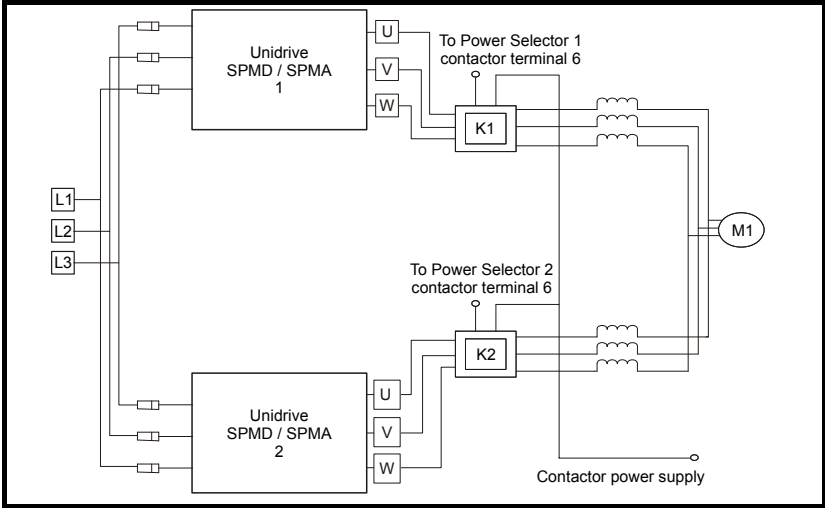 Unidrive
SPMD / SPMA
1
U
V
W
To Power Selector 1
contactor terminal 6
K1
L1
L2
L3
M1
To Power Selector 2
contactor terminal 6
K2
Unidrive
SPMD / SPMA
2
U
V
W
Contactor power supply